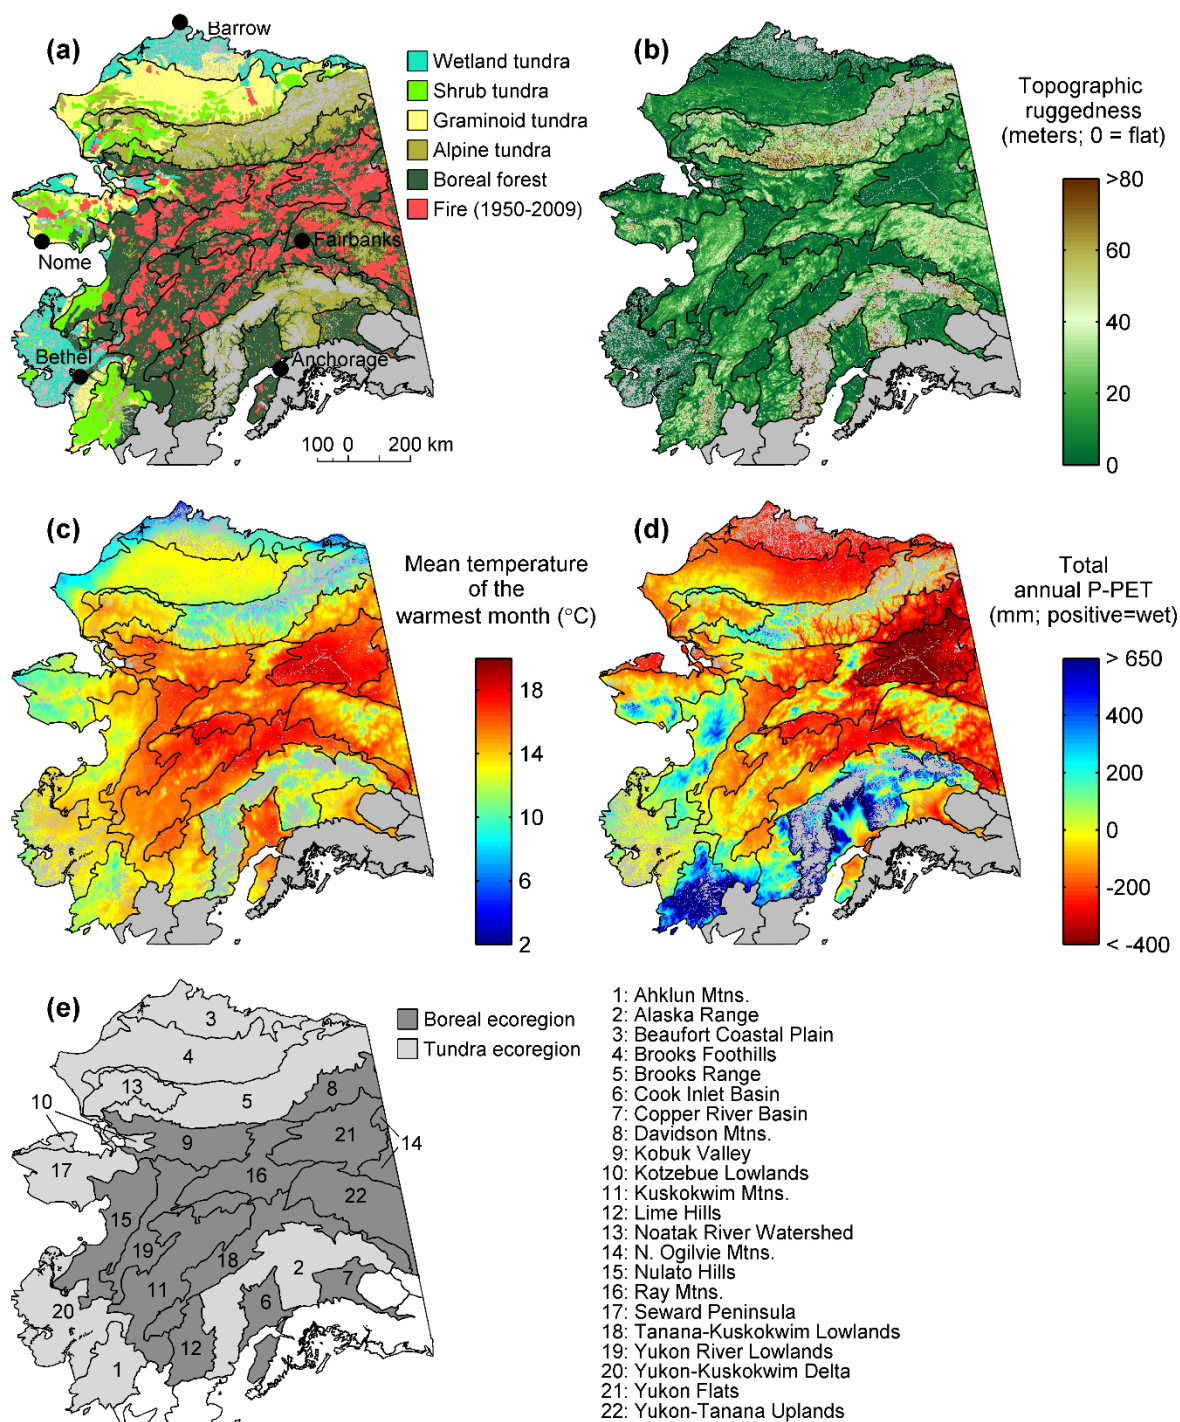 (a)
Barrow
Wetland tundra
Shrub tundra
Graminoid tundra
Alpine tundra
Boreal forest
Fire (1950-2009)
Fairbanks
Nome
Bethel
Anchorage
100 0 200 km
(b)
Topographic
ruggedness
(meters; 0 = flat)
>80
60
40
20
0
(c)
Mean temperature
of the
warmest month (°C)
18
14
10
6
2
(d)
Total
annual P-PET
(mm; positive=wet)
> 650
400
200
0
-200
< -400
(e)
Boreal ecoregion
Tundra ecoregion
3
4
13
5
8
10
9
21
14
17
16
22
15
19
18
2
7
11
20
6
12
1
1: Ahklun Mtns.
2: Alaska Range
3: Beaufort Coastal Plain
4: Brooks Foothills
5: Brooks Range
6: Cook Inlet Basin
7: Copper River Basin
8: Davidson Mtns.
9: Kobuk Valley
10: Kotzebue Lowlands
11: Kuskokwim Mtns.
12: Lime Hills
13: Noatak River Watershed
14: N. Ogilvie Mtns.
15: Nulato Hills
16: Ray Mtns.
17: Seward Peninsula
18: Tanana-Kuskokwim Lowlands
19: Yukon River Lowlands
20: Yukon-Kuskokwim Delta
21: Yukon Flats
22: Yukon-Tanana Uplands